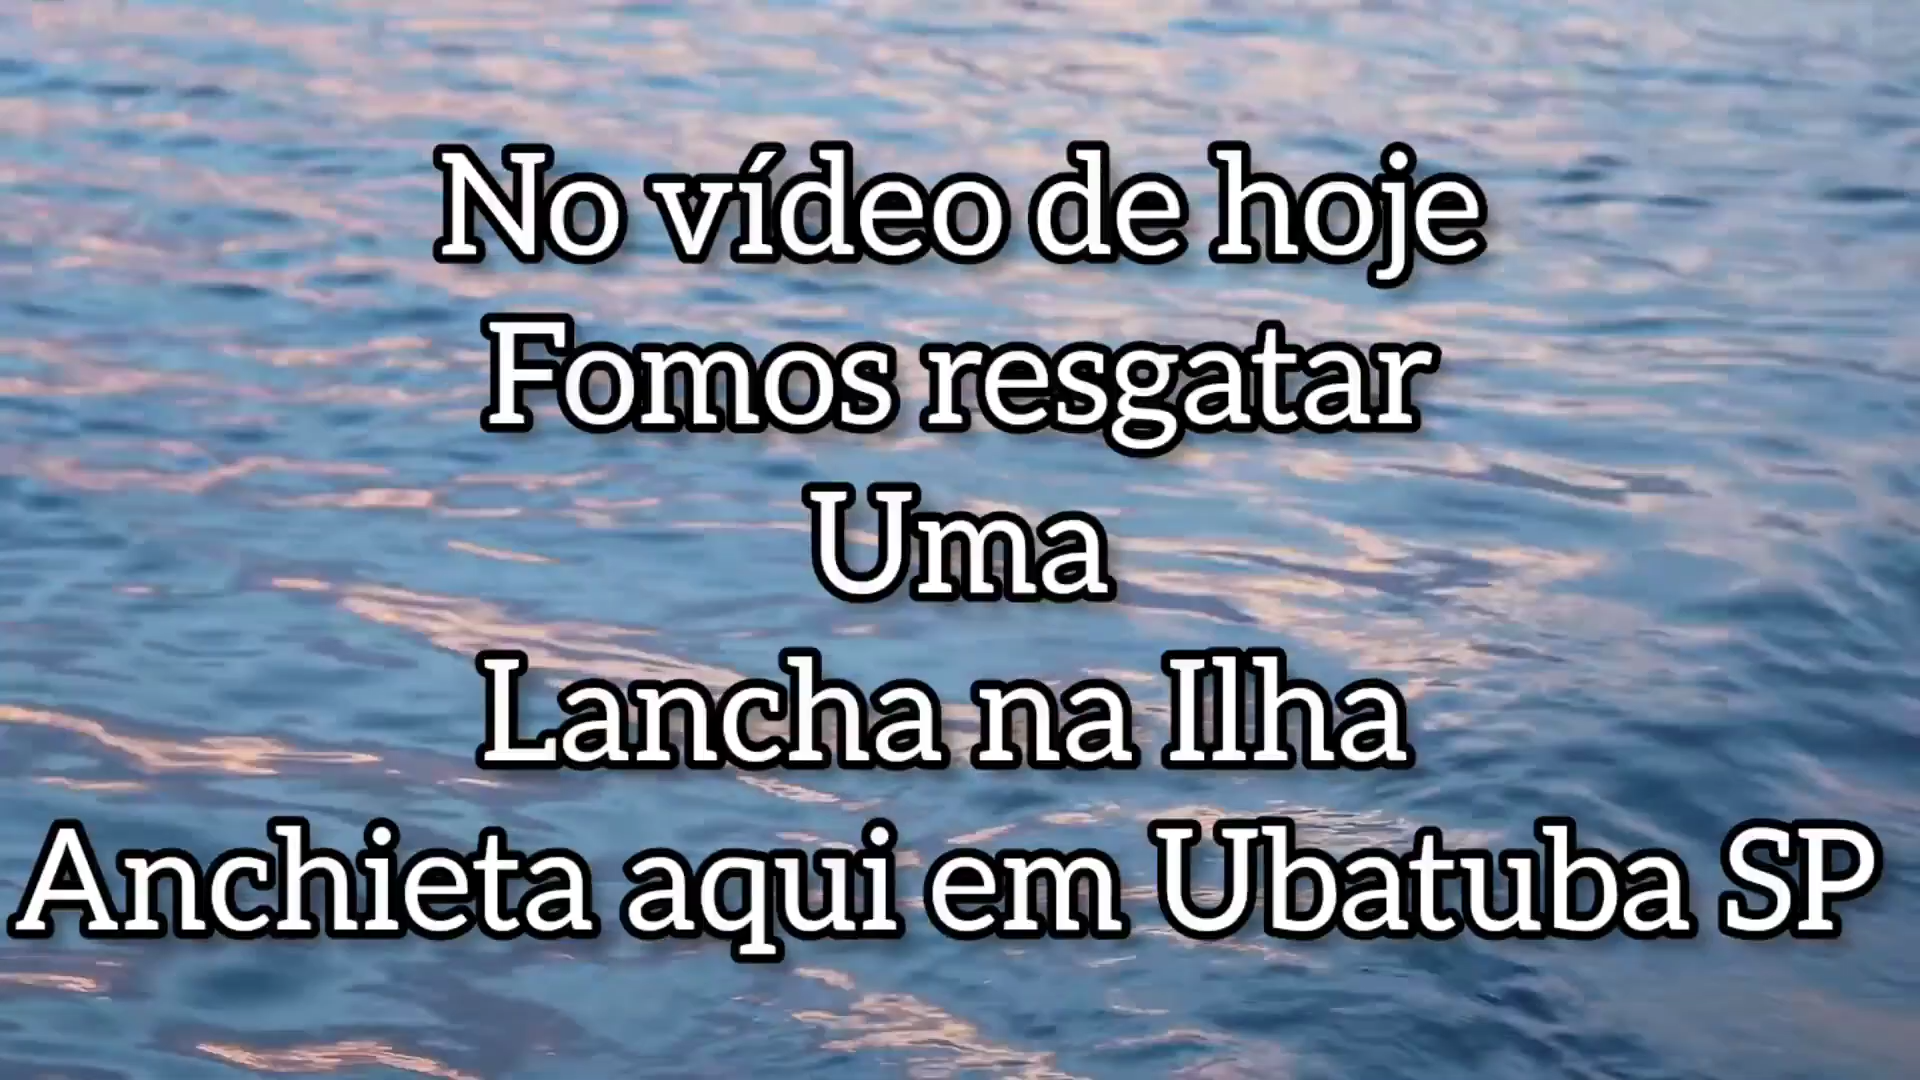 No vídeo de hoje
Fomos resgatar
Uma
Lancha na Ilha
Anchieta aqui em Ubatuba SP